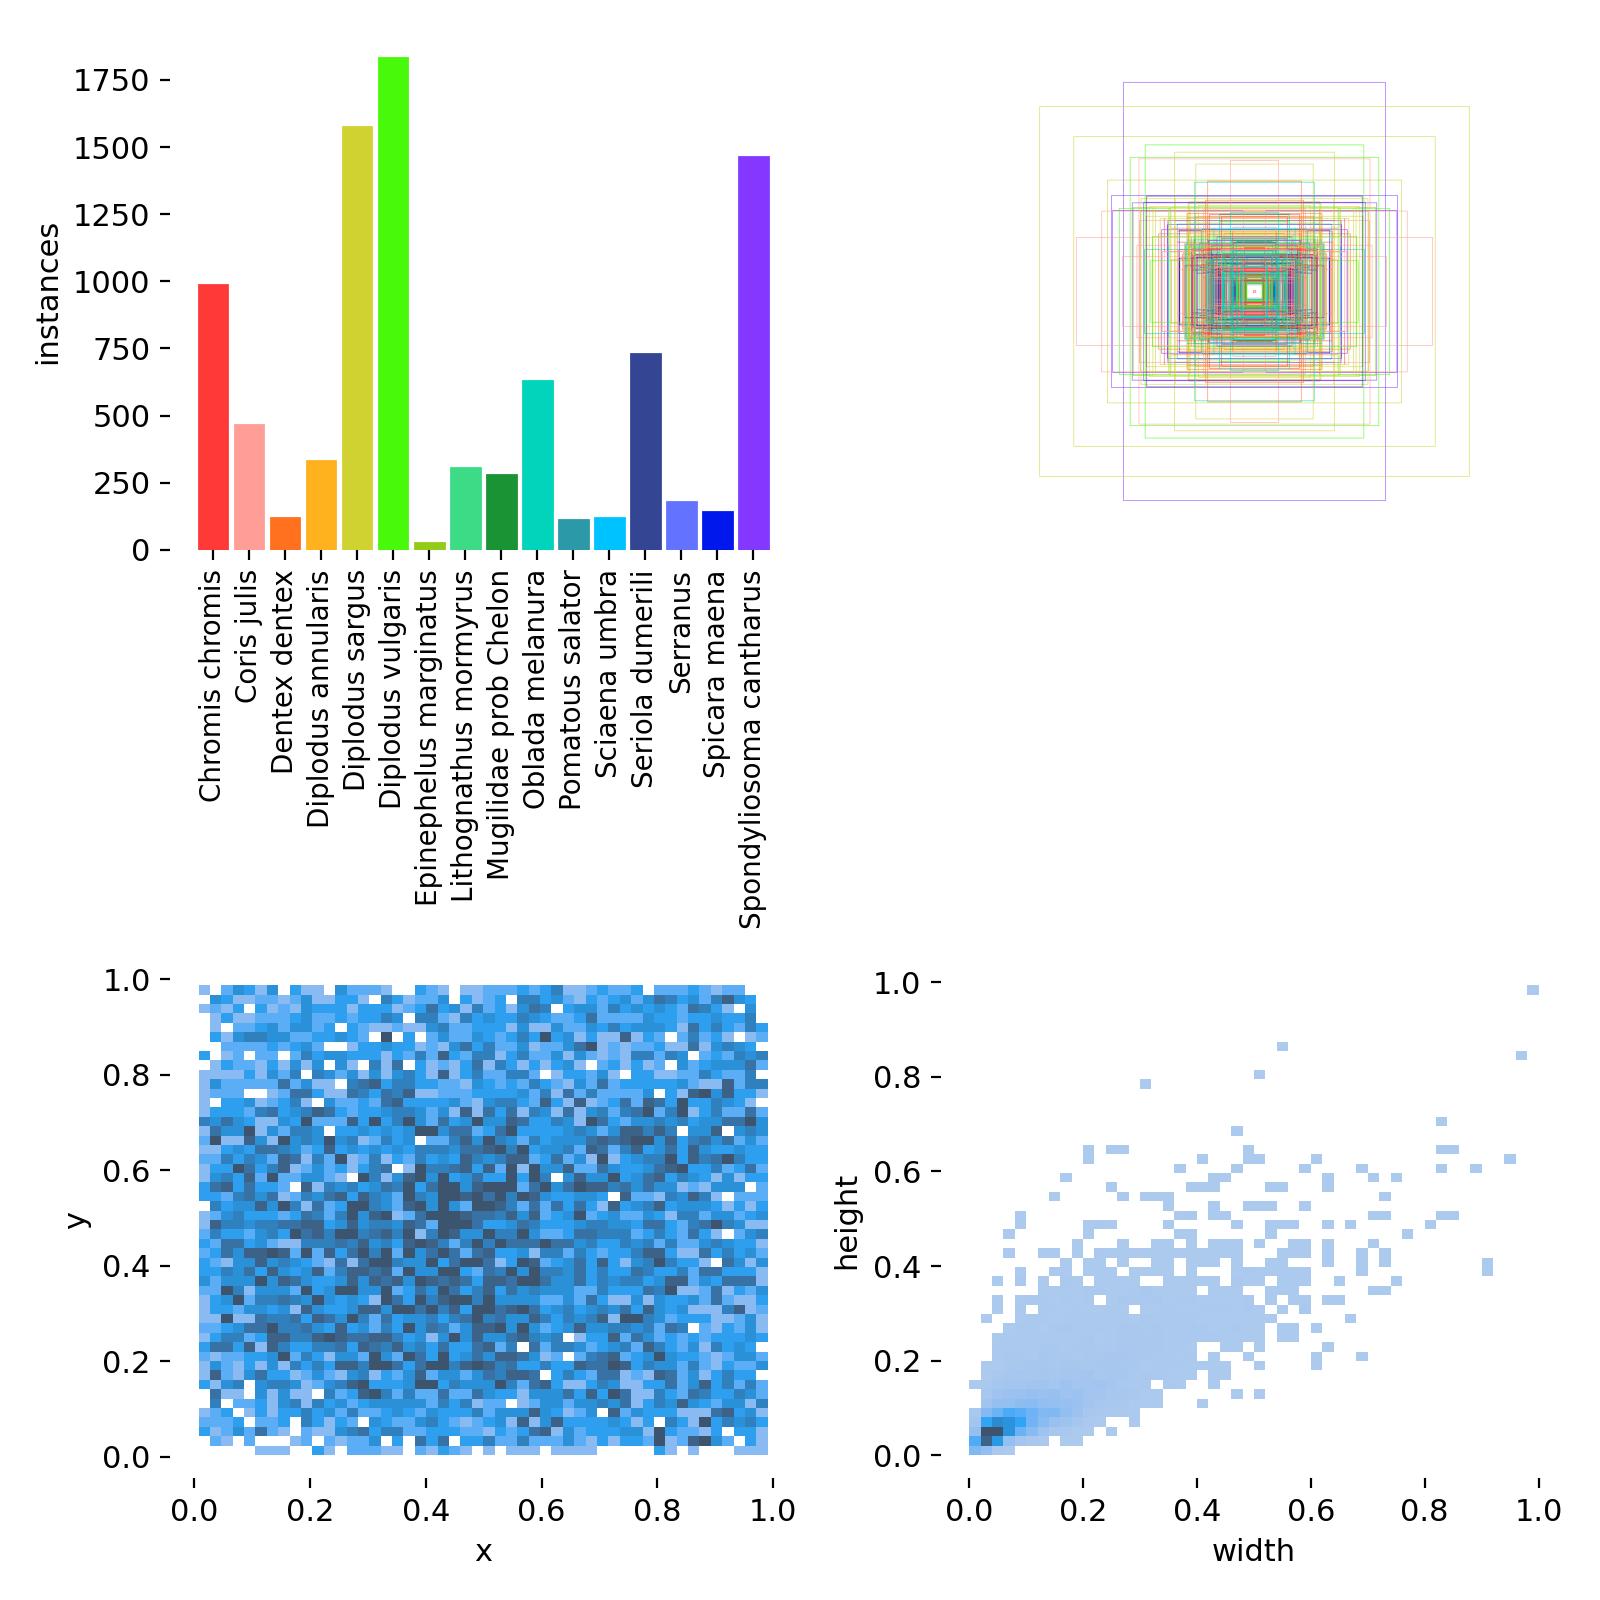 instances
1750
1500
1250
1000
750
500
250
0
Chromis chromis
Coris julis
Dentex dentex
Diplodus annularis
Diplodus sargus
Diplodus vulgaris
Epinephelus marginatus
Lithognathus mormyrus
Mugilidae prob Chelon
Oblada melanura
Pomatous salator
Sciaena umbra
Seriola dumerili
Serranus
Spicara maena
Spondyliosoma cantharus
y
1.0
0.8
0.6
0.4
0.2
0.0
0.0 0.2 0.4 0.6 0.8 1.0
x
height
1.0
0.8
0.6
0.4
0.2
0.0
0.0 0.2 0.4 0.6 0.8 1.0
width